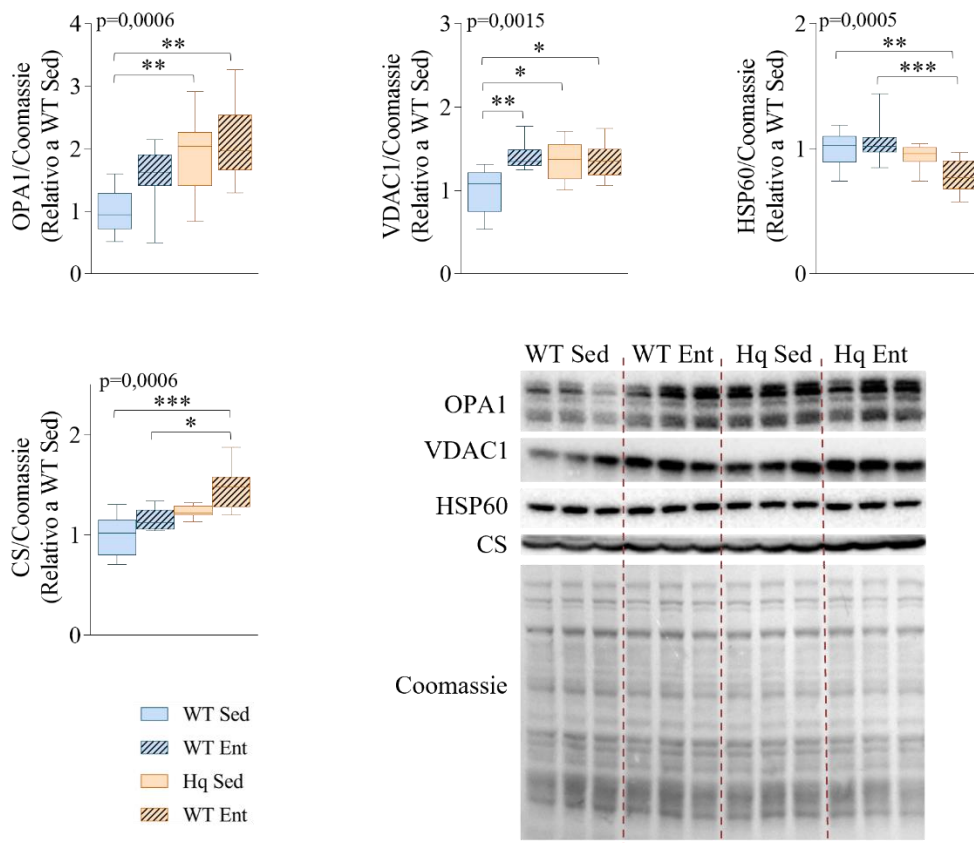 p=0,0006
OPA1/Coomassie
(Relativo a WT Sed)
4
3
2
1
0
**
**
p=0,0015
VDAC1/Coomassie
(Relativo a WT Sed)
3
2
1
0
*
*
**
p=0,0005
HSP60/Coomassie
(Relativo a WT Sed)
2
1
0
**
***
p=0,0006
CS/Coomassie
(Relativo a WT Sed)
2
1
0
***
*
WT Sed
WT Ent
Hq Sed
WT Ent
WT Sed WT Ent Hq Sed Hq Ent
OPA1
VDAC1
HSP60
CS
Coomassie